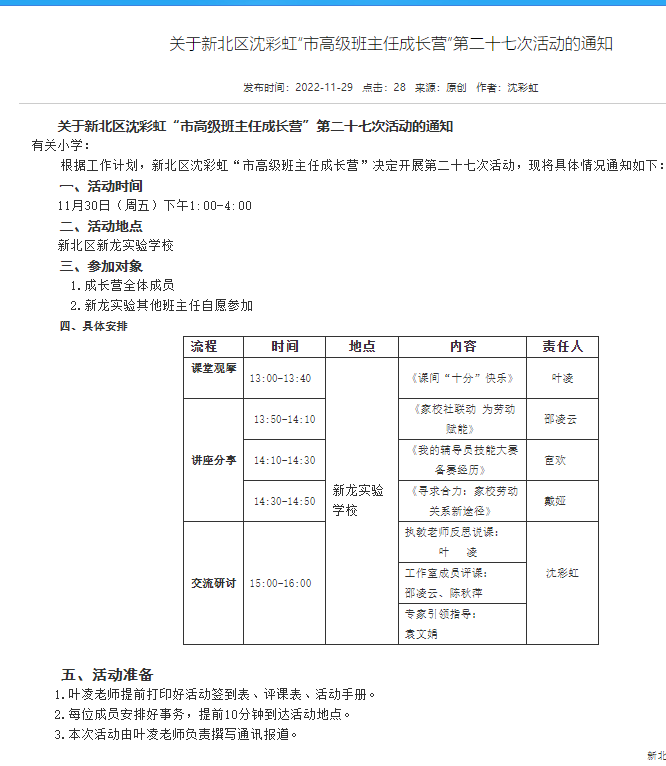 关于新北区沈彩虹“市高级班主任成长营”第二十七次活动的通知
发布时间：2022-11-29 点击：28 来源：原创 作者：沈彩虹
关于新北区沈彩虹“市高级班主任成长营”第二十七次活动的通知
有关小学：
根据工作计划，新北区沈彩虹“市高级班主任成长营”决定开展第二十七次活动，现将具体情况通知如下：
一、活动时间
11月30日（周五）下午1:00-4:00
二、活动地点
新北区新龙实验学校
三、参加对象
1.成长营全体成员
2.新龙实验其他班主任自愿参加
四、具体安排
流程 时间 地点 内容 责任人
课堂观摩 13:00-13:40 《课间“十分”快乐》 叶凌
13:50-14:10 《家校社联动 为劳动
赋能》 邵凌云
讲座分享 14:10-14:30 《我的辅导员技能大赛
备赛经历》 欢
新龙实验
学校
14:30-14:50 《寻求合力：家校劳动
关系新途径》 戴娅
交流研讨 15:00-16:00 执教老师反思说课：
叶 凌
沈彩虹
工作室成员评课：
邵凌云、陈秋萍
专家引领指导：
袁文娟
五、活动准备
1.叶凌老师提前打印好活动签到表、评课表、活动手册。
2.每位成员安排好事务，提前10分钟到达活动地点。
3.本次活动由叶凌老师负责撰写通讯报道。
新北